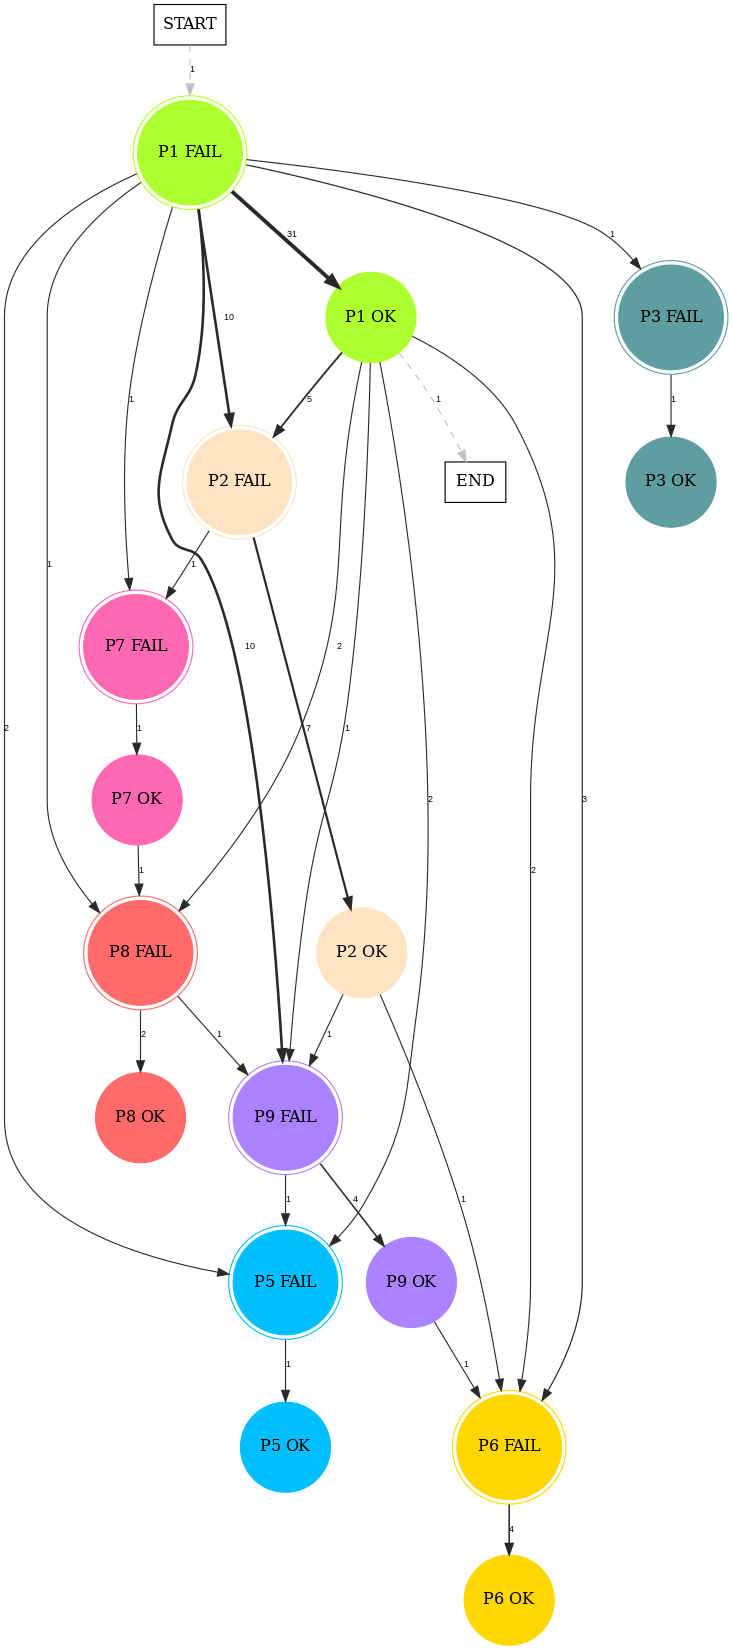 START
1
P1 FAIL
1
31
1
10
P1 OK
P3 FAIL
1
5
1
1
P2 FAIL
END
P3 OK
1
1
P7 FAIL
10
2
2
1
7
1
2
3
P7 OK
1
2
P8 FAIL
P2 OK
2
1
1
P8 OK
P9 FAIL
1
4
1
P5 FAIL
P9 OK
1
1
P5 OK
P6 FAIL
4
P6 OK